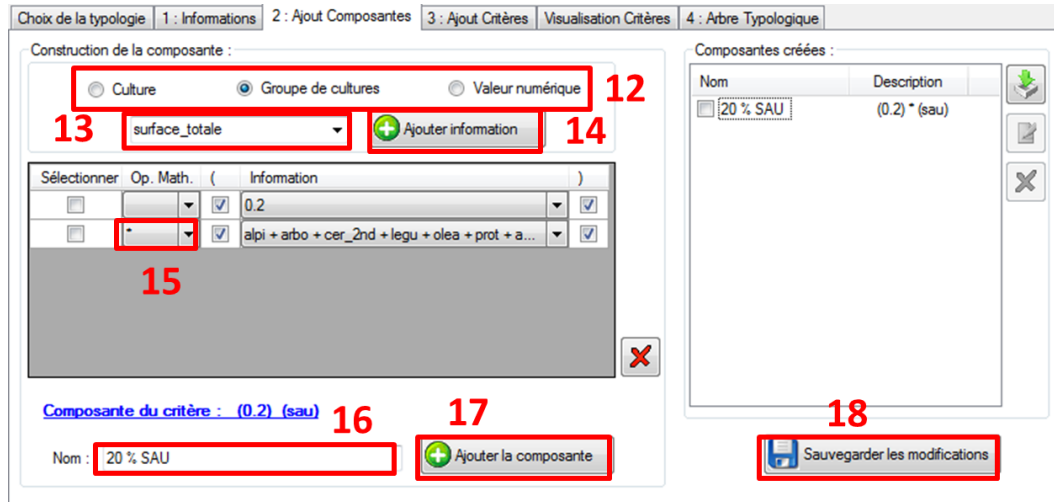 Choix de la typologie 1 : Informations 2 : Ajout Composantes 3 : Ajout Critères Visualisation Critères 4 : Arbre Typologique
Construction de la composante :
Culture Groupe de cultures Valeur numérique 12
13 surface_totale Ajouter information 14
Sélectionner Op. Math. ( Information )
0.2
* alpi + arbo + cer_2nd + legu + olea + prot + a...
15
Composante du critère : (0.2) (sau)
16 17
Nom : 20 % SAU Ajouter la composante
Composantes créées :
Nom Description
20 % SAU (0.2) * (sau)
18
Sauvegarder les modifications